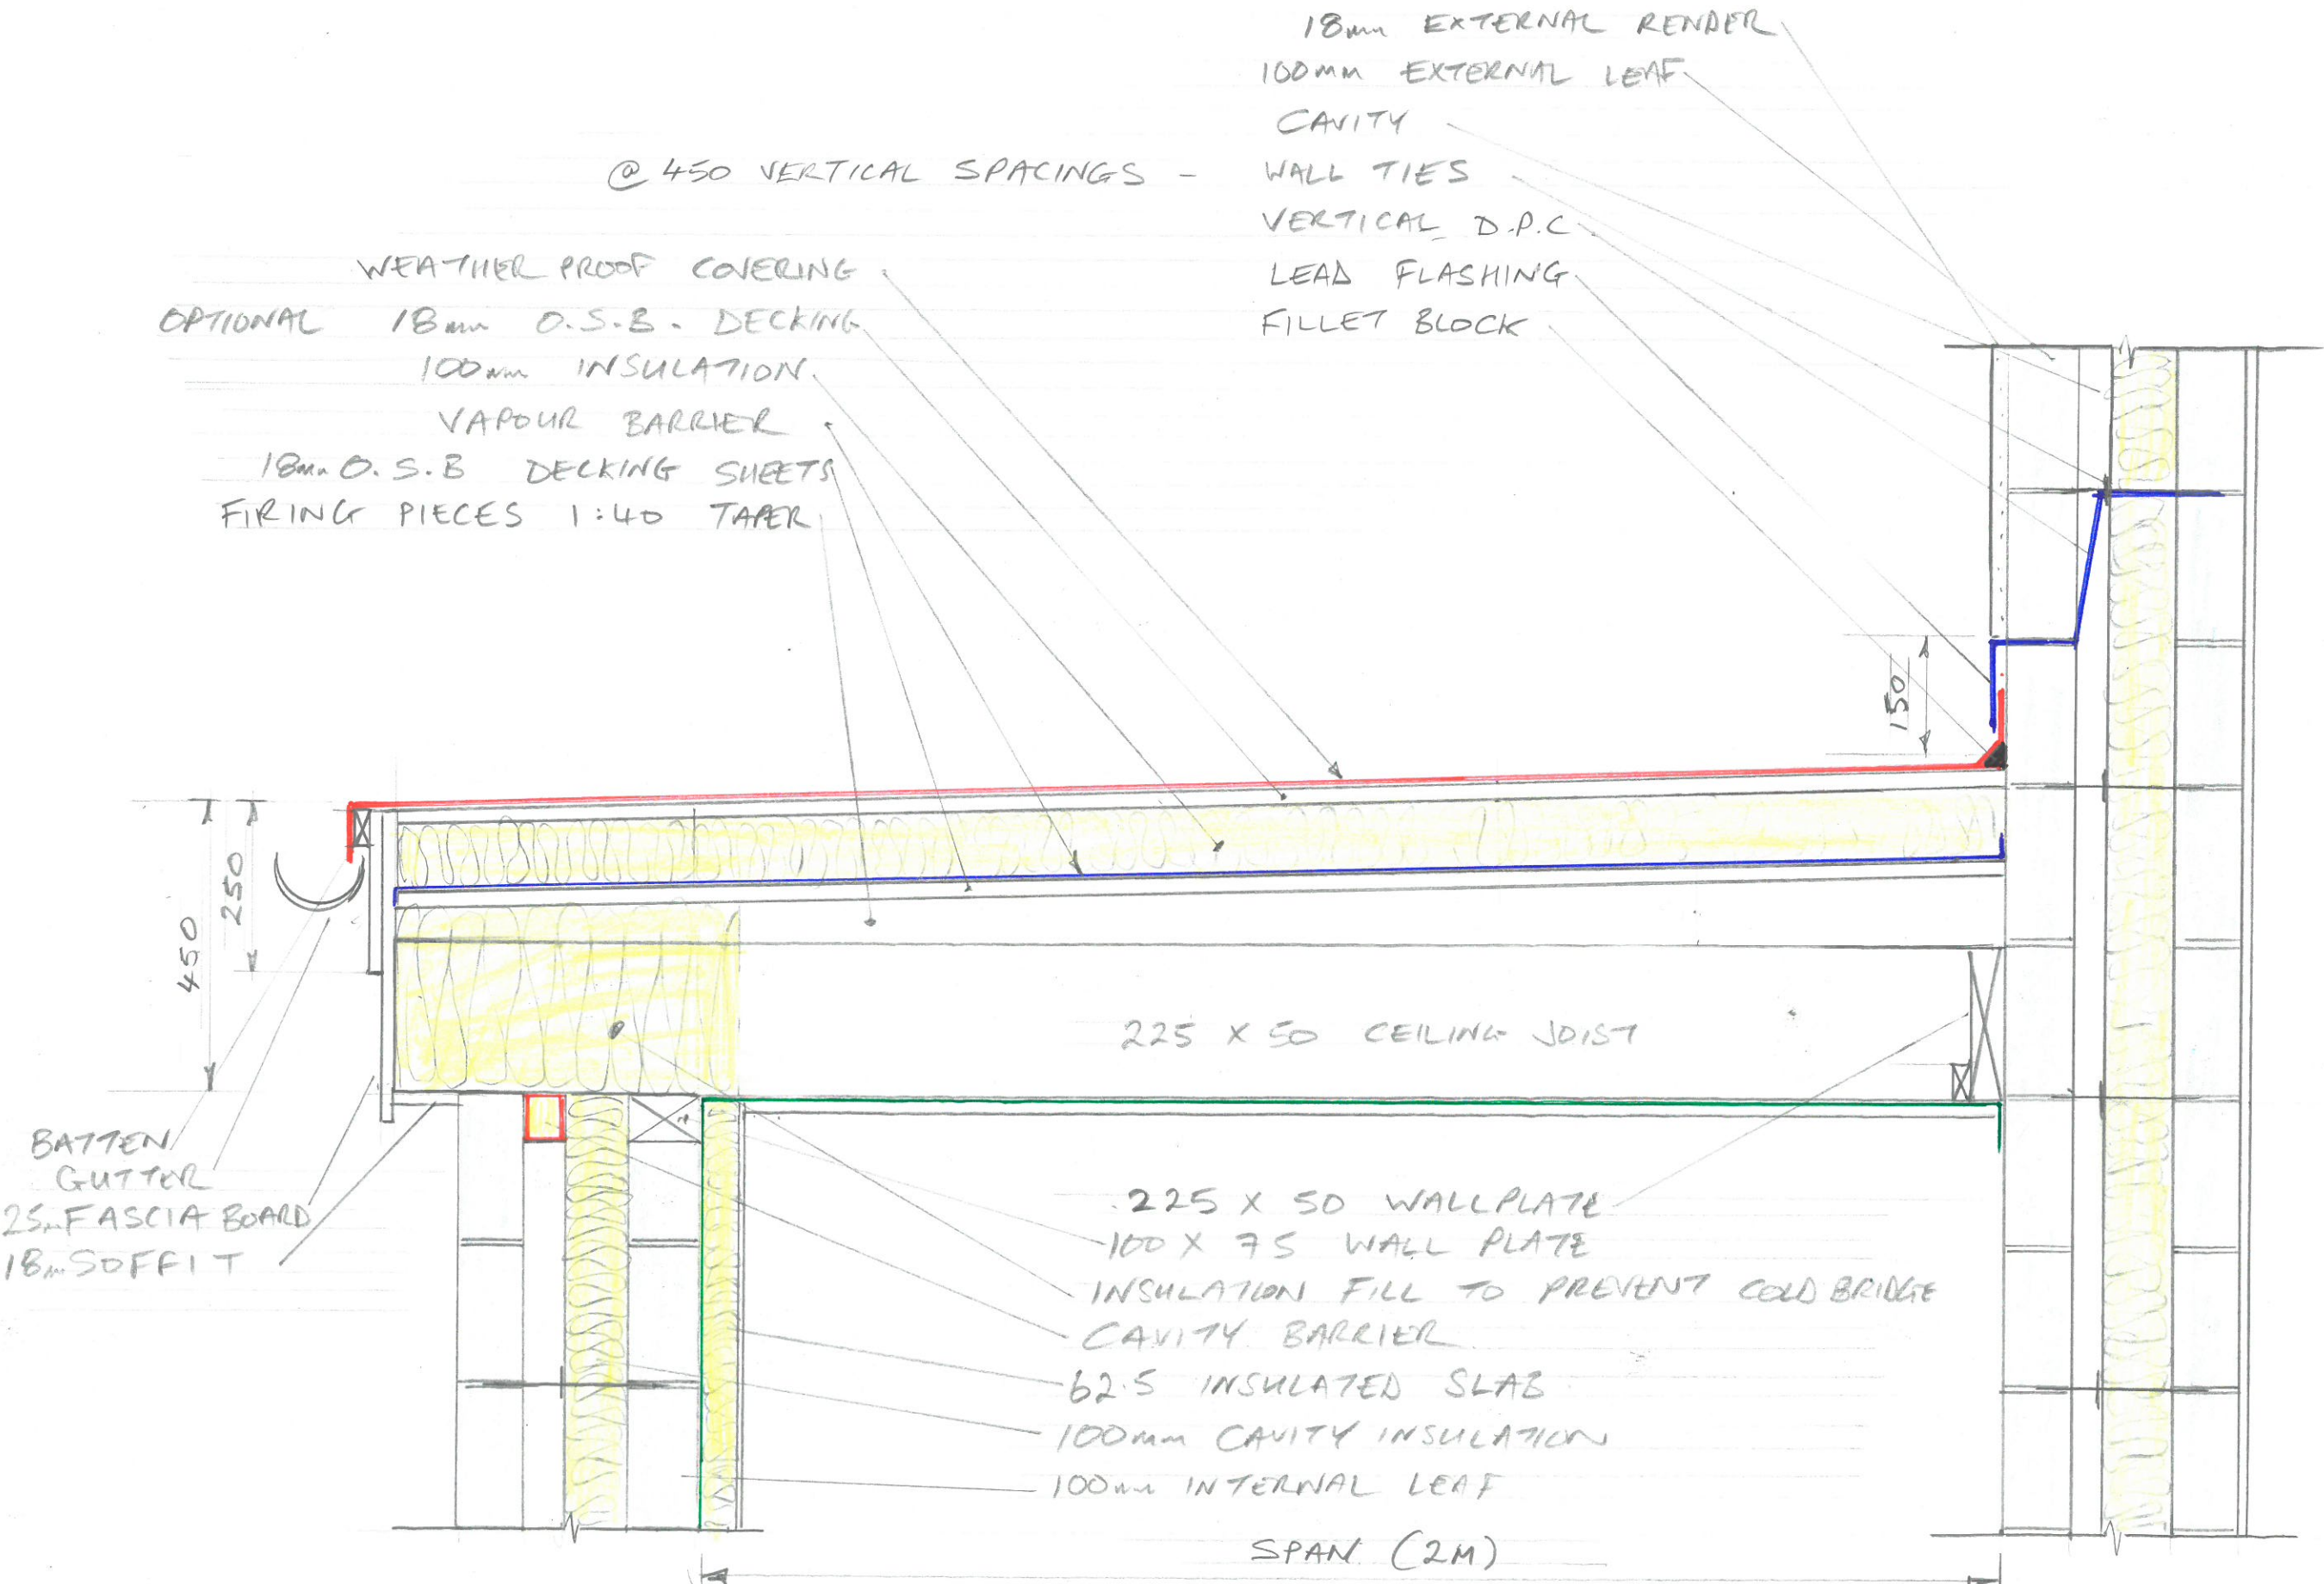 18mm EXTERNAL RENDER
100mm EXTERNAL LEAF
CAVITY
@ 450 VERTICAL SPACINGS - WALL TIES
VERTICAL D.P.C
LEAD FLASHING
FILLET BLOCK
WEATHER PROOF COVERING
OPTIONAL 18mm O.S.B. DECKING
100mm INSULATION
VAPOUR BARRIER
18mm O.S.B DECKING SHEETS
FIRING PIECES 1:40 TAPER
150
250
450
225 X 50 CEILING JOIST
BATTEN
GUTTER
25m FASCIA BOARD
18m SOFFIT
225 X 50 WALLPLATE
100 X 75 WALL PLATE
INSULATION FILL TO PREVENT COLD BRIDGE
CAVITY BARRIER
62.5 INSULATED SLAB
100mm CAVITY INSULATION
100mm INTERNAL LEAF
SPAN (2M)